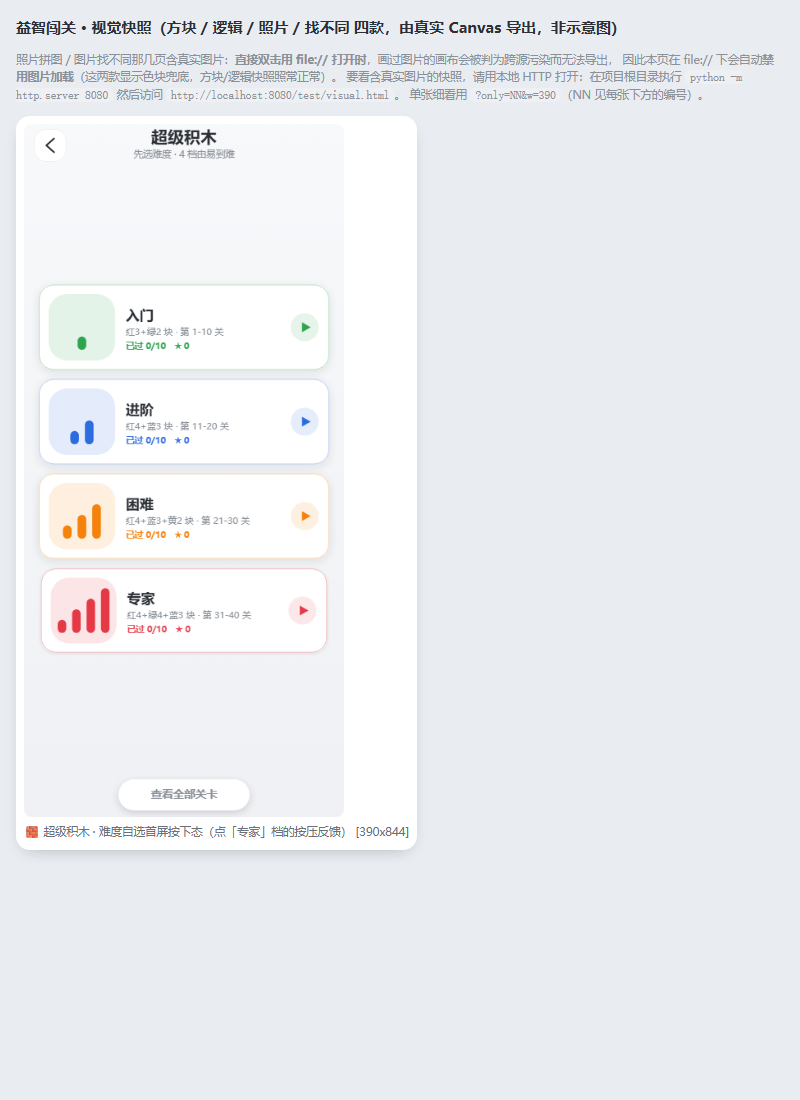 益智闯关 · 视觉快照（方块 / 逻辑 / 照片 / 找不同 四款，由真实 Canvas 导出，非示意图）
照片拼图 / 图片找不同那几页含真实图片：直接双击用 file:// 打开时，画过图片的画布会被判为跨源污染而无法导出， 因此本页在 file:// 下会自动禁
用图片加载（这两款显示色块兜底，方块/逻辑快照照常正常）。 要看含真实图片的快照，请用本地 HTTP 打开：在项目根目录执行 python -m
http.server 8080 然后访问 http://localhost:8080/test/visual.html 。 单张细看用 ?only=NN&w=390 （NN 见每张下方的编号）。
超级积木
先选难度 · 4 档由易到难
入门
红3+绿2 块 · 第 1-10 关
已过 0/10 ★ 0
进阶
红4+蓝3 块 · 第 11-20 关
已过 0/10 ★ 0
困难
红4+蓝3+黄2 块 · 第 21-30 关
已过 0/10 ★ 0
专家
红4+绿4+蓝3 块 · 第 31-40 关
已过 0/10 ★ 0
查看全部关卡
🧱 超级积木 · 难度自选首屏按下态（点「专家」档的按压反馈） [390x844]